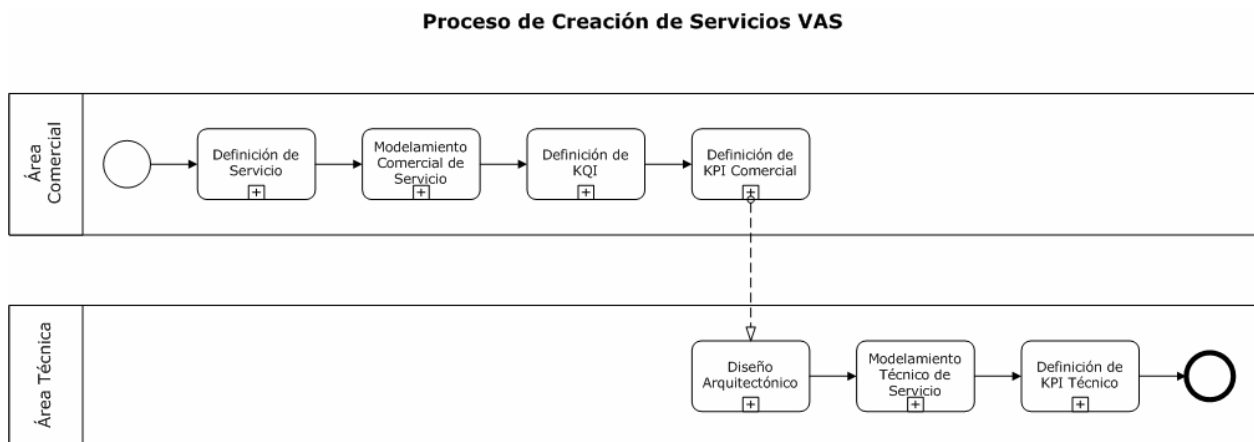 Proceso de Creación de Servicios VAS
Área
Comercial
Definición de
Servicio
Modelamiento
Comercial de
Servicio
Definición de
KQI
Definición de
KPI Comercial
Área Técnica
Diseño
Arquitectónico
Modelamiento
Técnico de
Servicio
Definición de
KPI Técnico